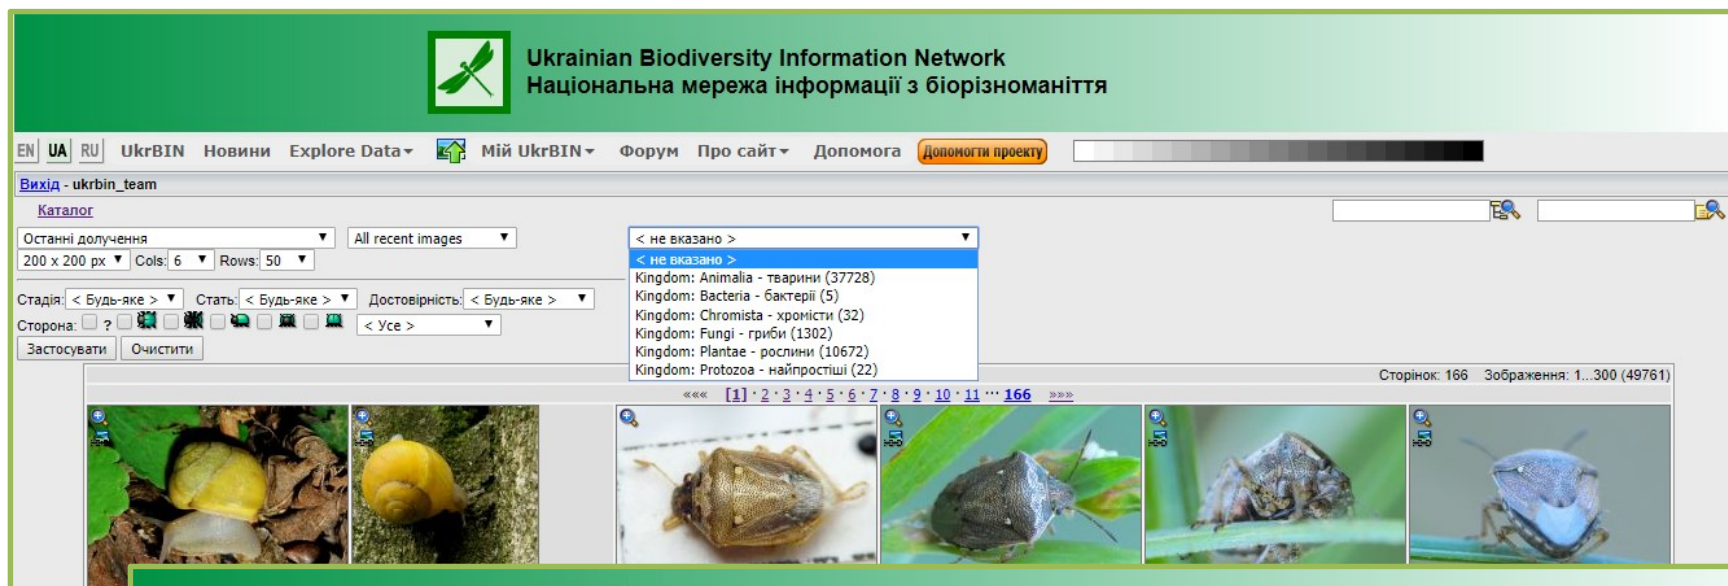 Ukrainian Biodiversity Information Network
Національна мережа інформації з біорізноманіття
EN UA RU UkrBIN Новини Explore Data Мій UkrBIN Форум Про сайт Допомога Допомогти проекту
Вихід - ukrbin_team
Каталог
Останні долучення All recent images < не вказано >
200 x 200 px Cols: 6 Rows: 50 < не вказано >
Kingdom: Animalia - тварини (37728)
Стадія: < Будь-яке > Стать: < Будь-яке > Достовірність: < Будь-яке > Kingdom: Bacteria - бактерії (5)
Kingdom: Chromista - хромісти (32)
Сторона: ? < Усе > Kingdom: Fungi - гриби (1302)
Застосувати Очистити Kingdom: Plantae - рослини (10672)
Kingdom: Protozoa - найпростіші (22)
Сторінок: 166 Зображення: 1...300 (49761)
««« [1] · 2 · 3 · 4 · 5 · 6 · 7 · 8 · 9 · 10 · 11 ··· 166 »»»